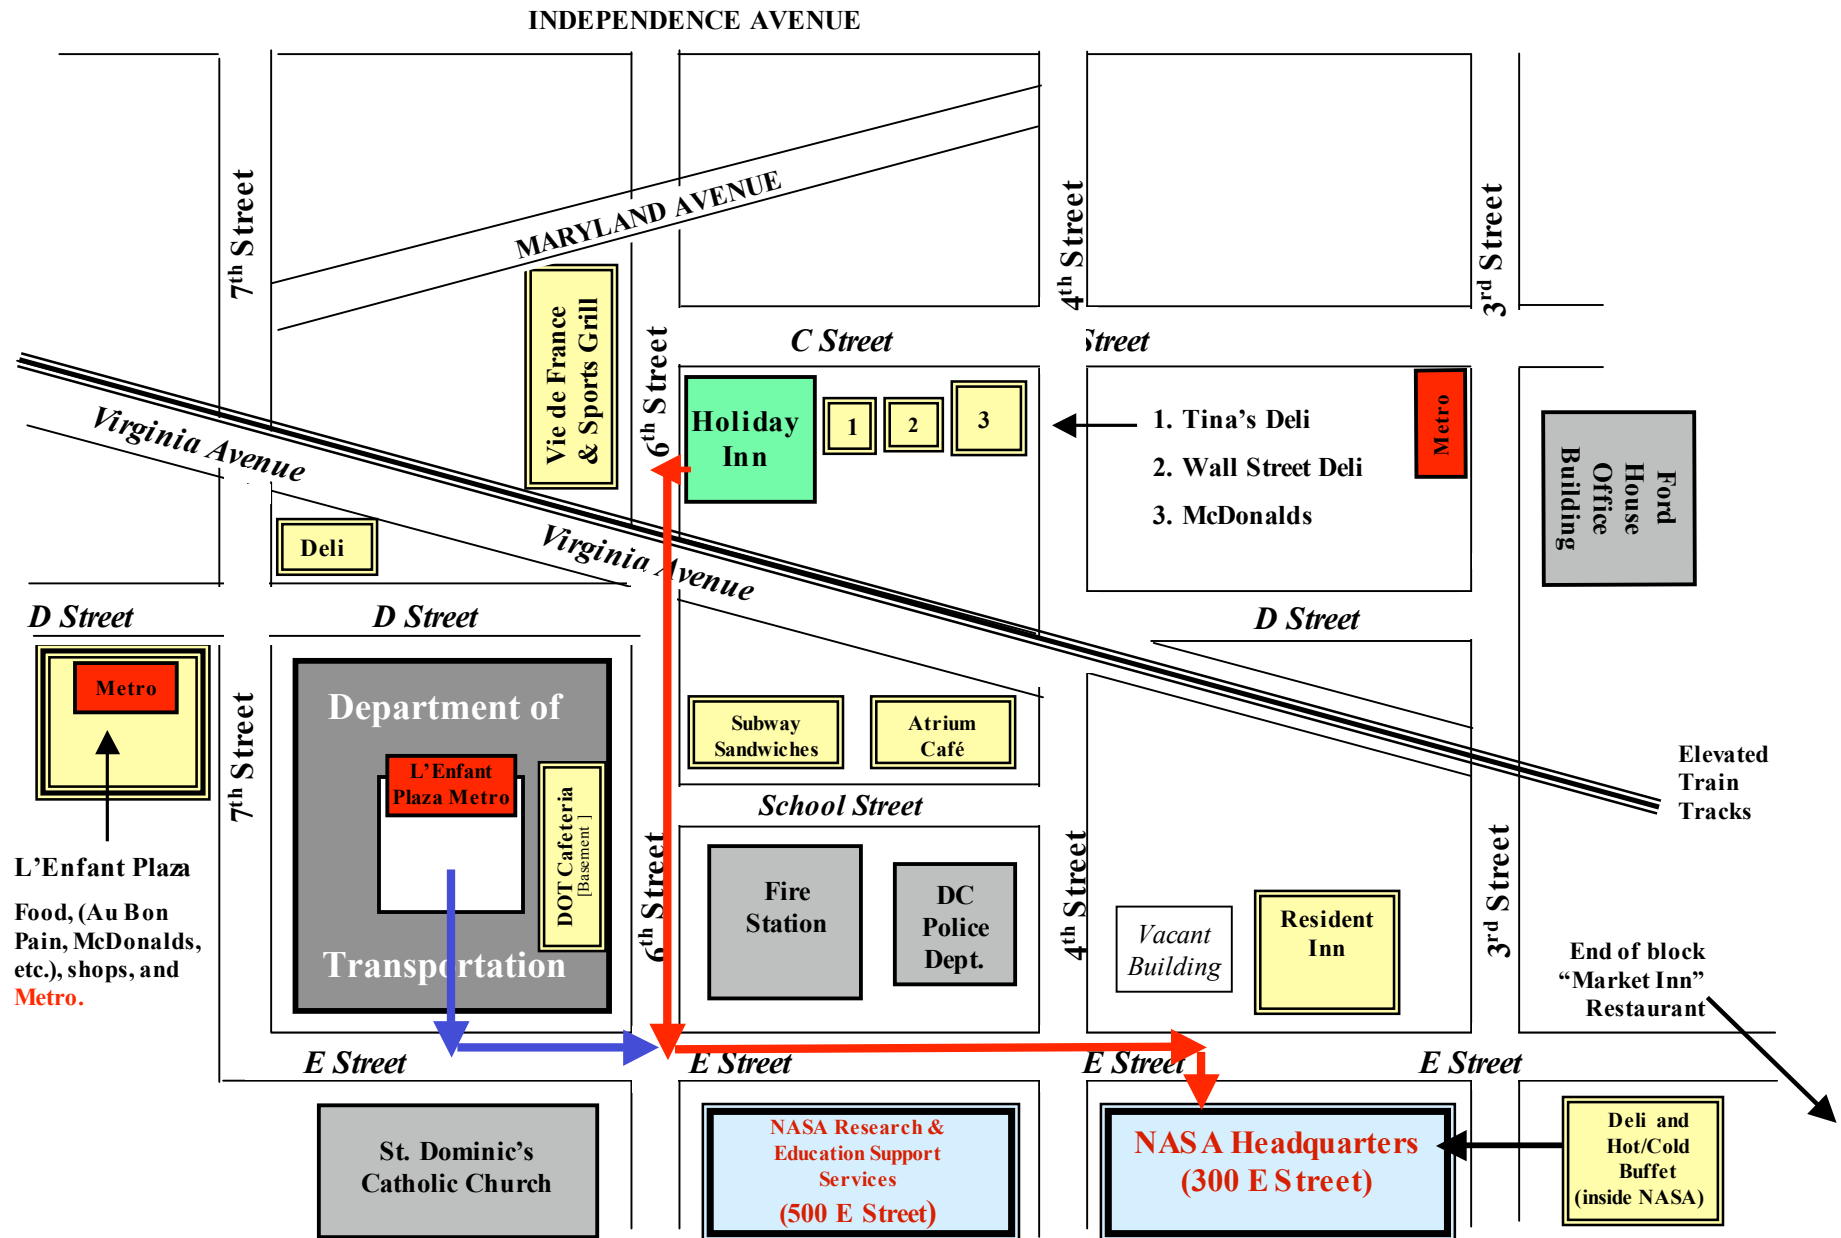 INDEPENDENCE AVENUE
7th Street
MARYLAND AVENUE
4th Street
3rd Street
Vie de France
& Sports Grill
6th Street
C Street
Street
Virginia Avenue
Holiday
Inn
1
2
3
1. Tina's Deli
2. Wall Street Deli
3. McDonalds
Metro
Ford
House
Office
Building
Deli
Virginia Avenue
D Street
D Street
D Street
Metro
7th Street
Department of
L'Enfant
Plaza Metro
DOT Cafeteria
[Basement ]
Transportation
Subway
Sandwiches
Atrium
Café
Elevated
Train
Tracks
School Street
6th Street
4th Street
3rd Street
L'Enfant Plaza
Food, (Au Bon
Pain, McDonalds,
etc.), shops, and
Metro.
Fire
Station
DC
Police
Dept.
Vacant
Building
Resident
Inn
End of block
“Market Inn”
Restaurant
E Street
E Street
E Street
E Street
St. Dominic's
Catholic Church
NASA Research &
Education Support
Services
(500 E Street)
NASA Headquarters
(300 E Street)
Deli and
Hot/Cold
Buffet
(inside NASA)